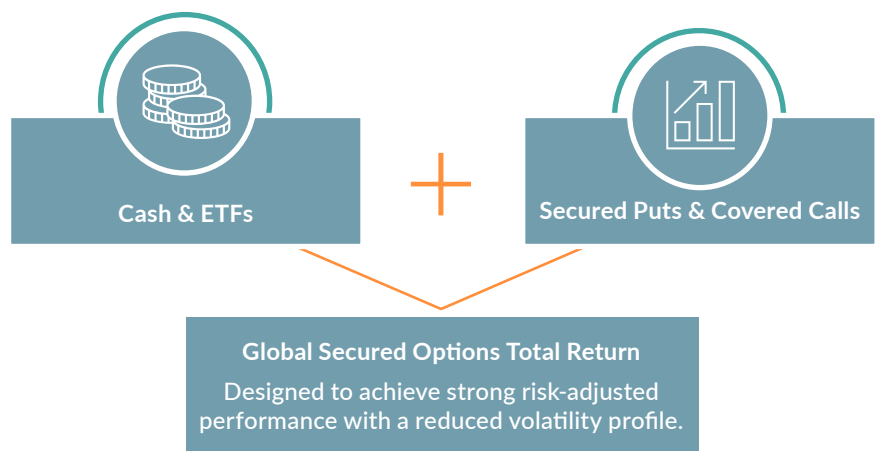 Cash & ETFs
Secured Puts & Covered Calls
Global Secured Options Total Return
Designed to achieve strong risk-adjusted
performance with a reduced volatility profile.